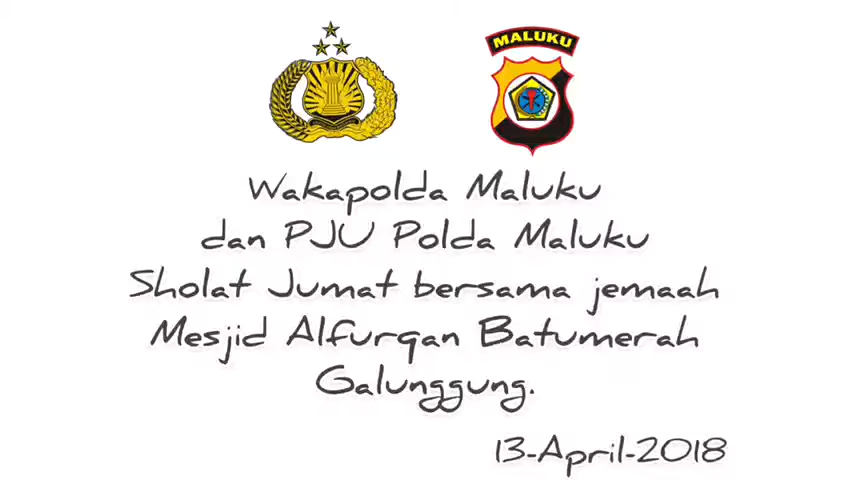 MALUKU
Wakapolda Maluku
dan PJU Polda Maluku
Sholat Jumat bersama jemaah
Mesjid Alfurqan Batumerah
Galunggung.
13-April-2018